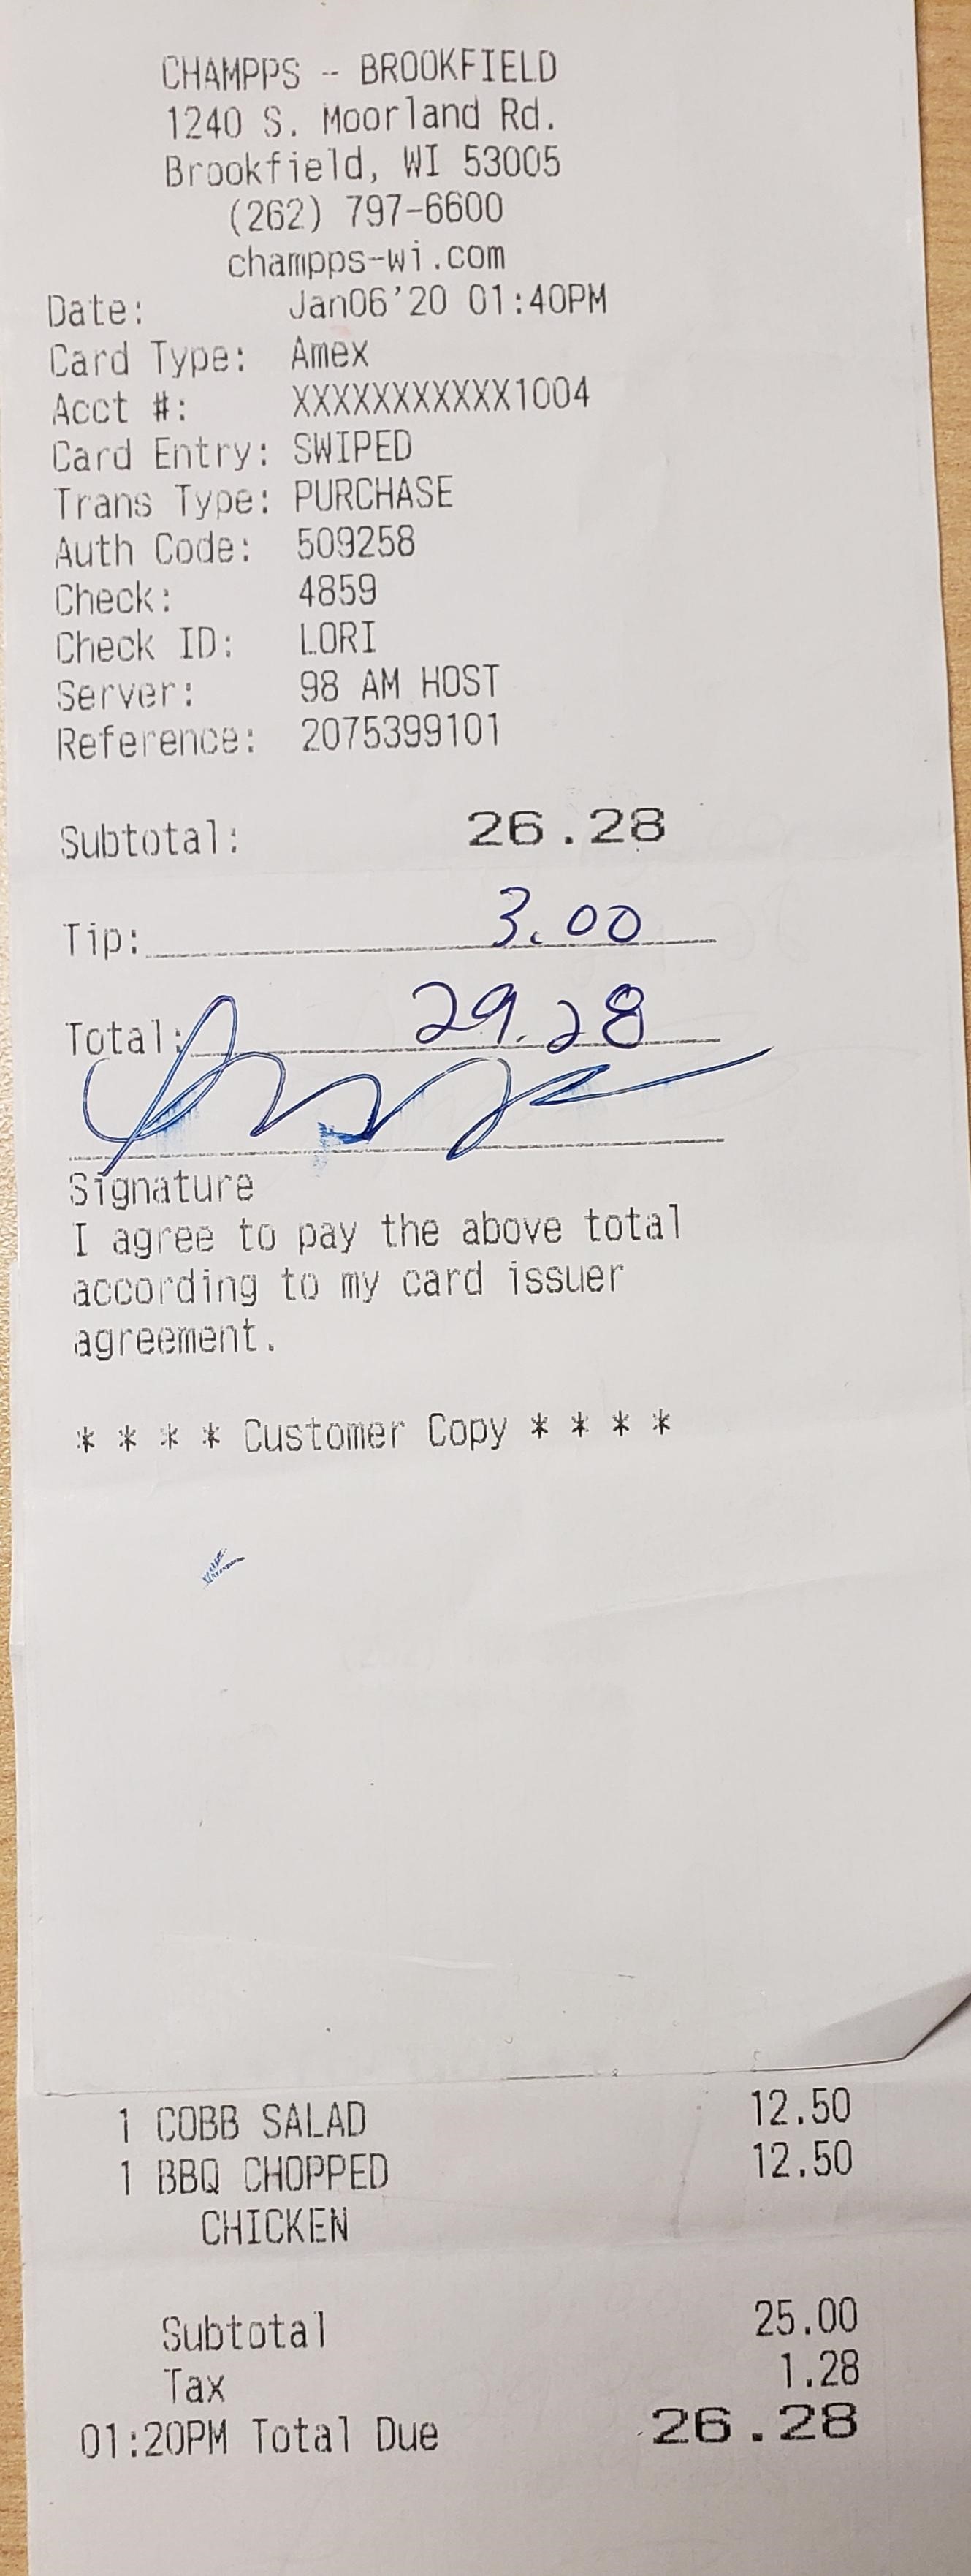 CHAMPPS - BROOKFIELD
1240 S. Moorland Rd.
Brookfield, WI 53005
(262) 797-6600
champps-wi.com
Date: Jan06'20 01:40PM
Card Type: Amex
Acct #: XXXXXXXXXXX1004
Card Entry: SWIPED
Trans Type: PURCHASE
Auth Code: 509258
Check: 4859
Check ID: LORI
Server: 98 AM HOST
Reference: 2075399101
Subtotal: 26.28
Tip: 3.00
Total: 29.28
Signature
I agree to pay the above total
according to my card issuer
agreement.
* * * * Customer Copy * * * *
1 COBB SALAD 12.50
1 BBQ CHOPPED 12.50
CHICKEN
Subtotal 25.00
Tax 1.28
01:20PM Total Due 26.28